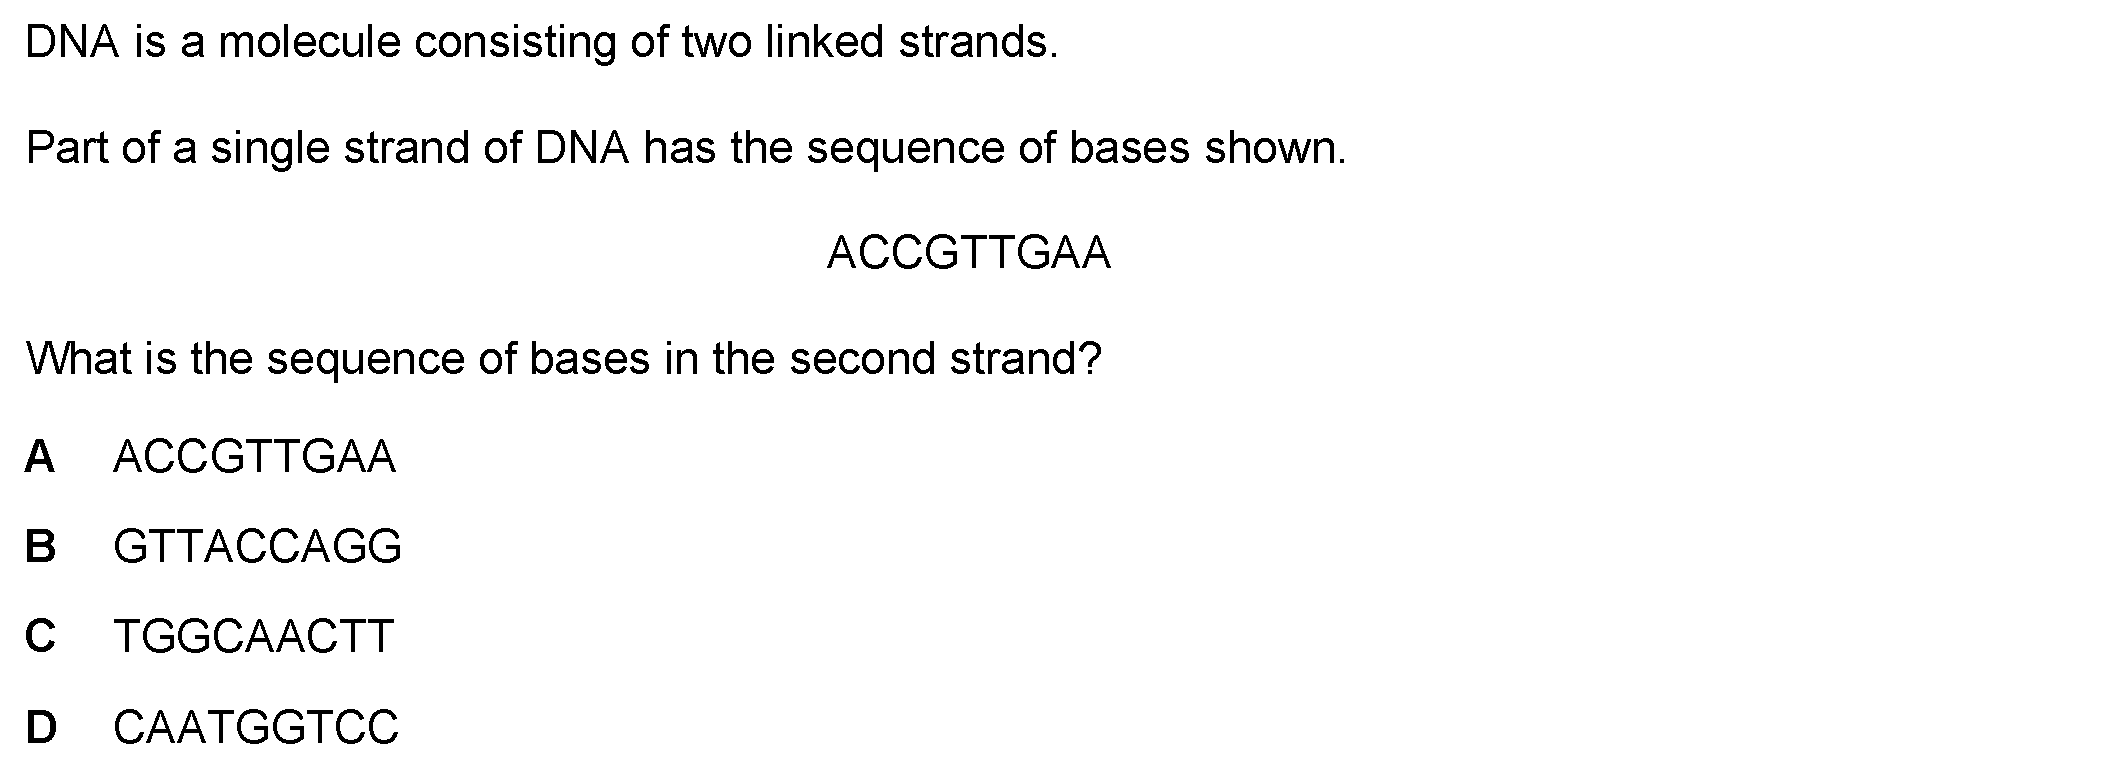 DNA is a molecule consisting of two linked strands.
Part of a single strand of DNA has the sequence of bases shown.
ACCGTTGAA
What is the sequence of bases in the second strand?
A ACCGTTGAA
B GTTACCAGG
C TGGCAACTT
D CAATGGTCC